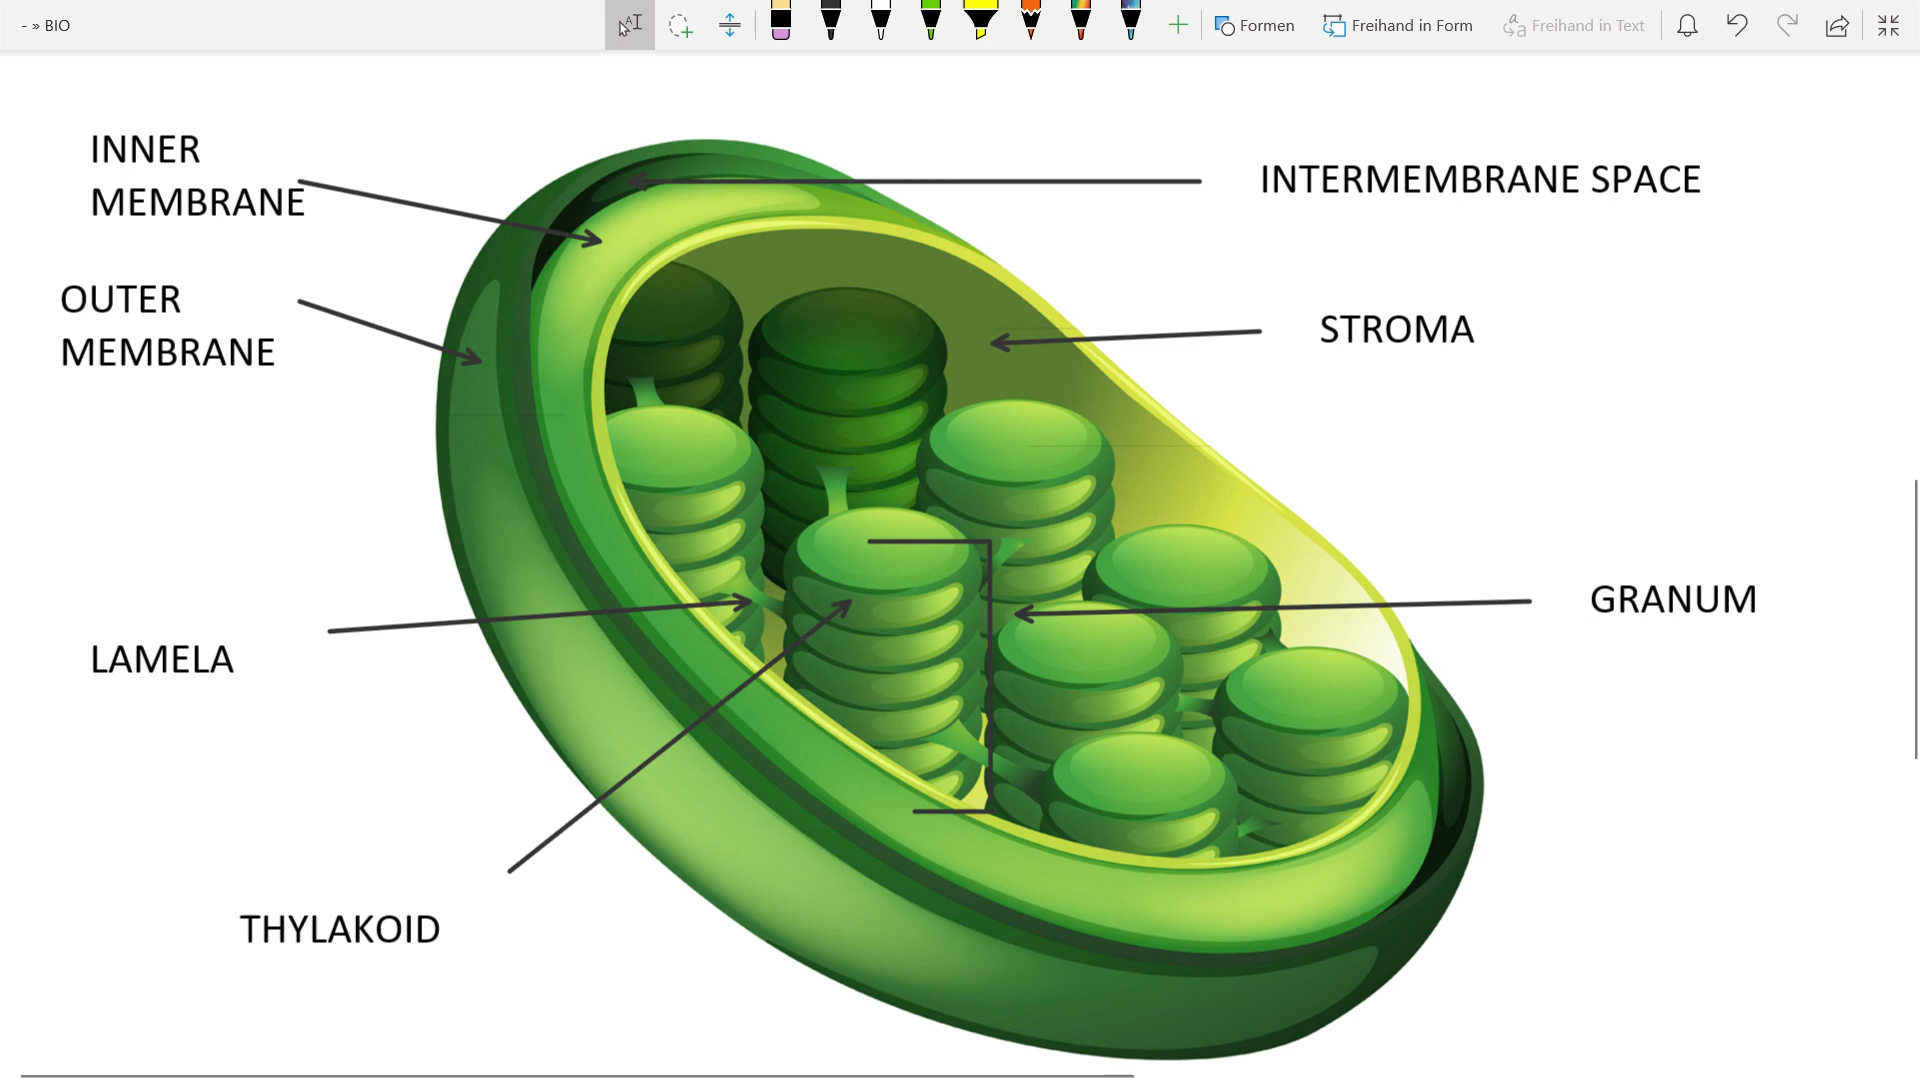 - » BIO
Formen
Freihand in Form
Freihand in Text
INNER
MEMBRANE
INTERMEMBRANE SPACE
OUTER
MEMBRANE
STROMA
LAMELA
GRANUM
THYLAKOID